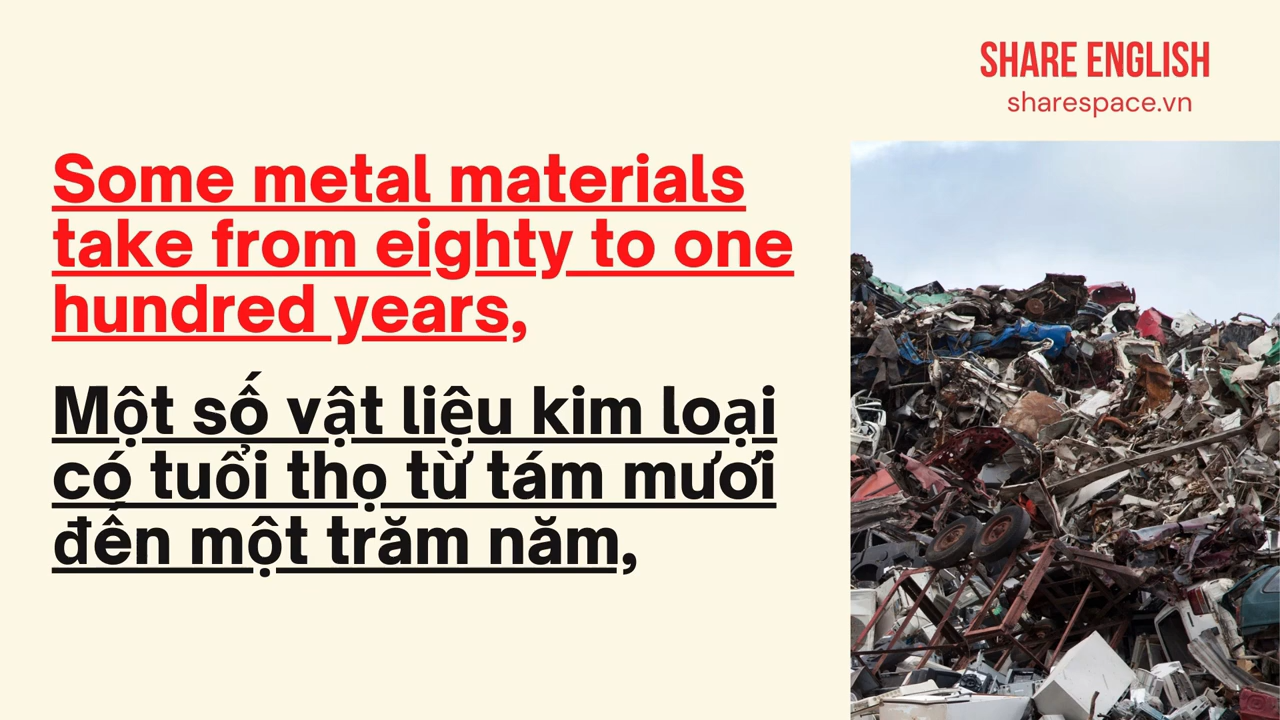 SHARE ENGLISH
sharespace.vn
Some metal materials
take from eighty to one
hundred years,
Một số vật liệu kim loại
có tuổi thọ từ tám mươi
đến một trăm năm,